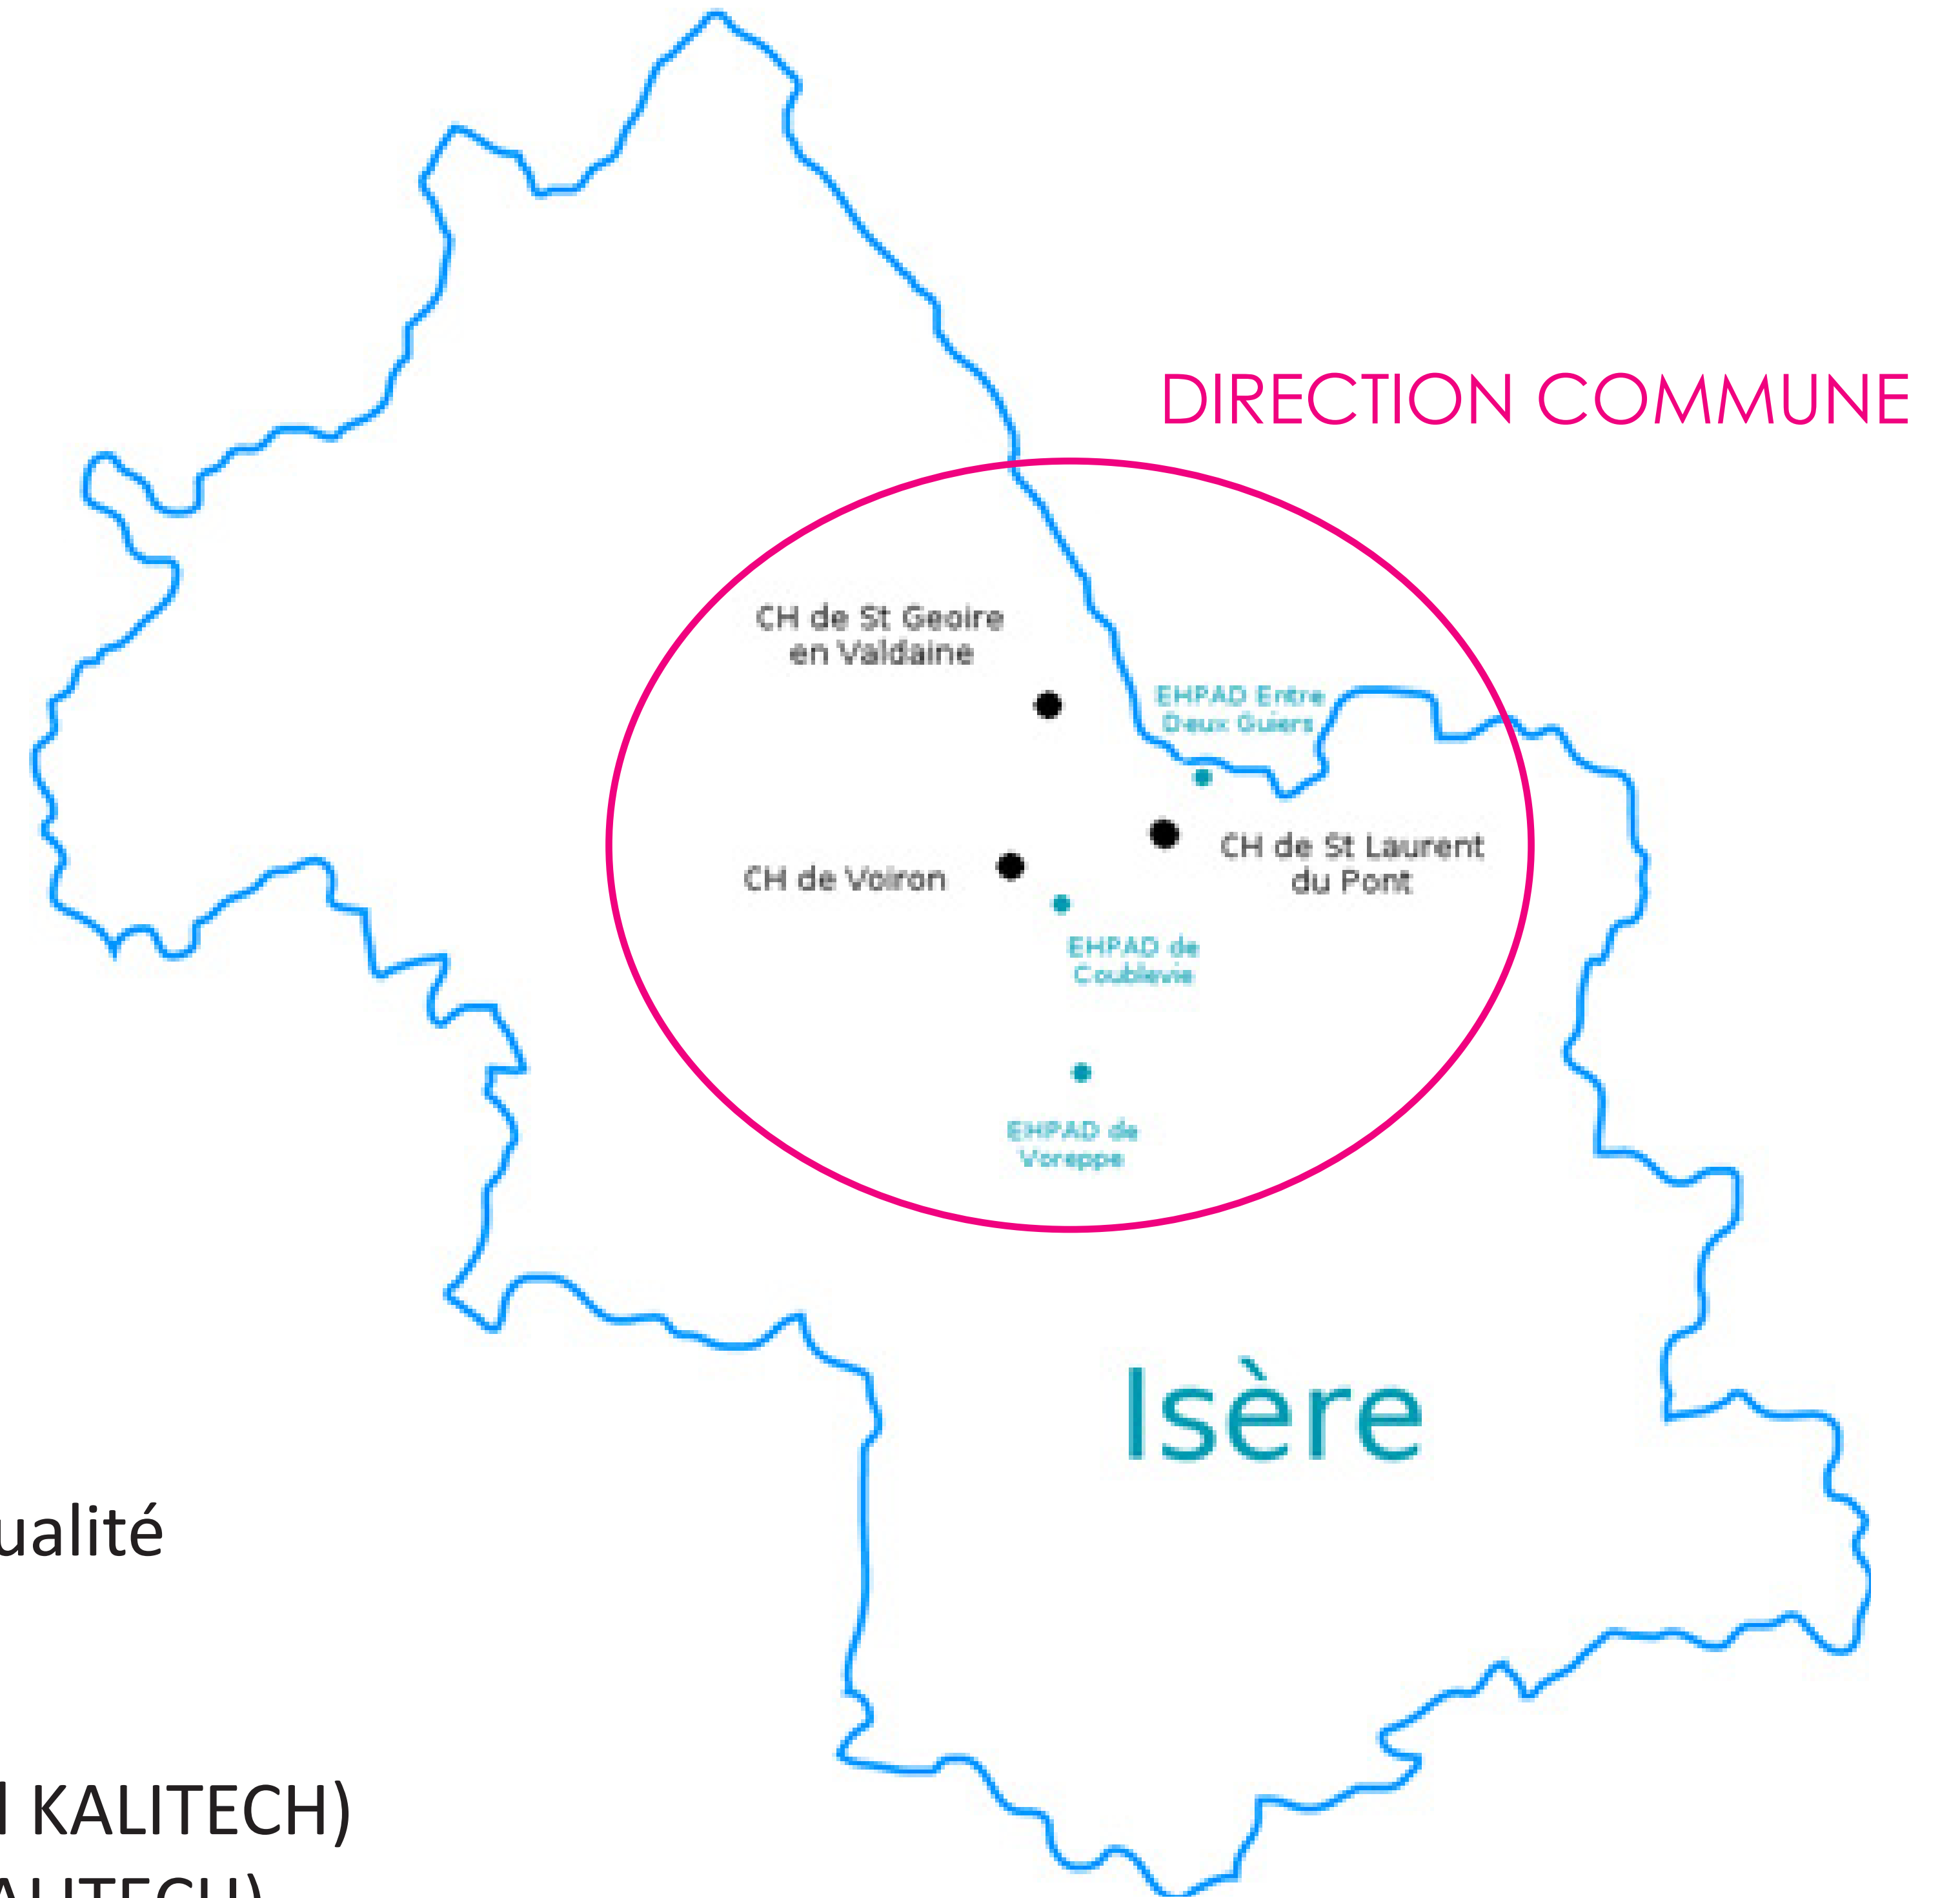 DIRECTION COMMUNE
CH de St Geoire
en Valdaine
EHPAD Entre
Deux Guiers
CH de St Laurent
du Pont
CH de Voiron
EHPAD de
Coublevie
EHPAD de
Voreppe
Isère
ualité
KALITECH)